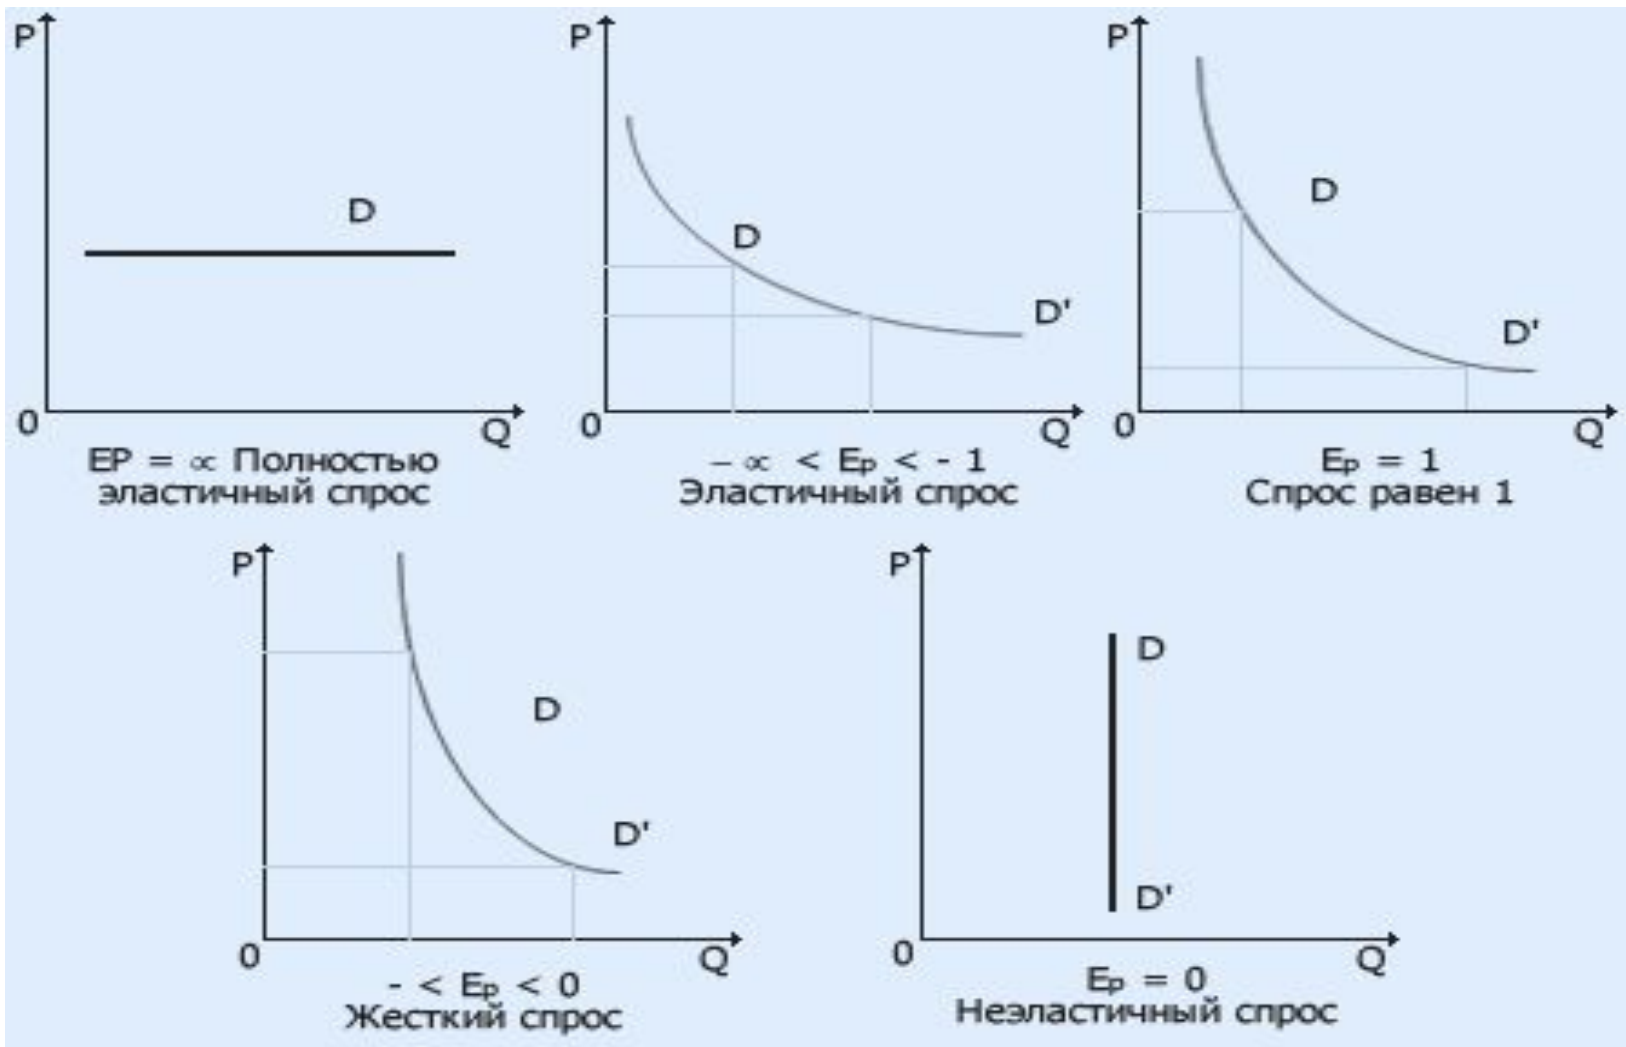 P
D
0
Q
EP = ∝ Полностью
эластичный спрос
P
D
D'
0
Q
– ∝ < Eₚ < - 1
Эластичный спрос
P
D
D'
0
Q
Eₚ = 1
Спрос равен 1
P
D
D'
0
Q
- < Eₚ < 0
Жесткий спрос
P
D
D'
0
Q
Eₚ = 0
Неэластичный спрос